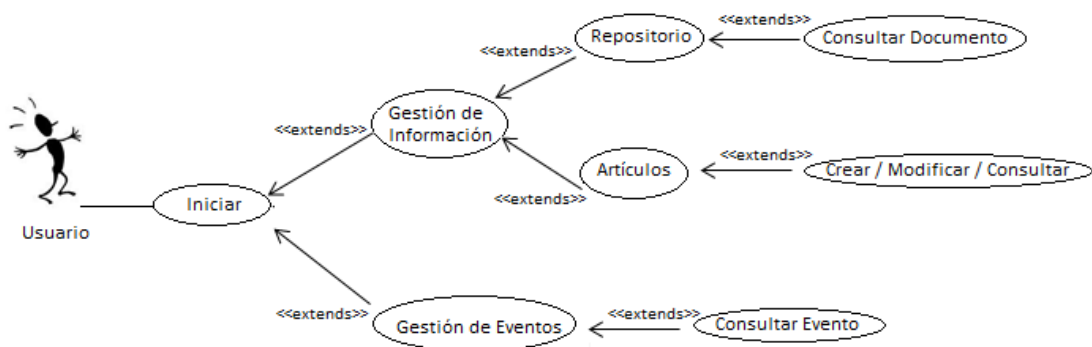 Repositorio
<<extends>>
Consultar Documento
<<extends>>
Gestión de
Información
<<extends>>
Artículos
<<extends>>
Crear / Modificar / Consultar
<<extends>>
Iniciar
Usuario
<<extends>>
Gestión de Eventos
<<extends>>
Consultar Evento